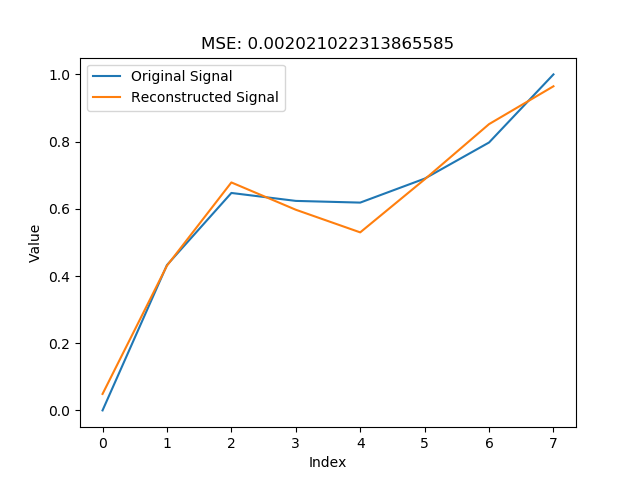 MSE: 0.002021022313865585
Original Signal
Reconstructed Signal
1.0
0.8
0.6
0.4
0.2
0.0
Value
0 1 2 3 4 5 6 7
Index